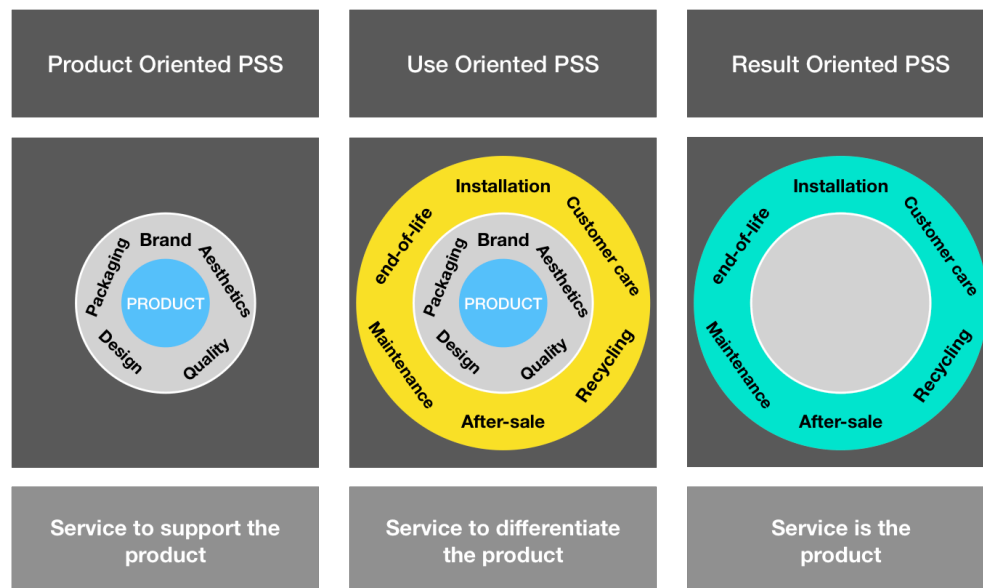 Product Oriented PSS
Use Oriented PSS
Result Oriented PSS
Brand
Aesthetics
Quality
Design
Packaging
PRODUCT
Installation
Customer care
Recycling
After-sale
Maintenance
end-of-life
Brand
Aesthetics
Quality
Design
Packaging
PRODUCT
Installation
Customer care
Recycling
After-sale
Maintenance
end-of-life
Service to support the
product
Service to differentiate
the product
Service is the
product